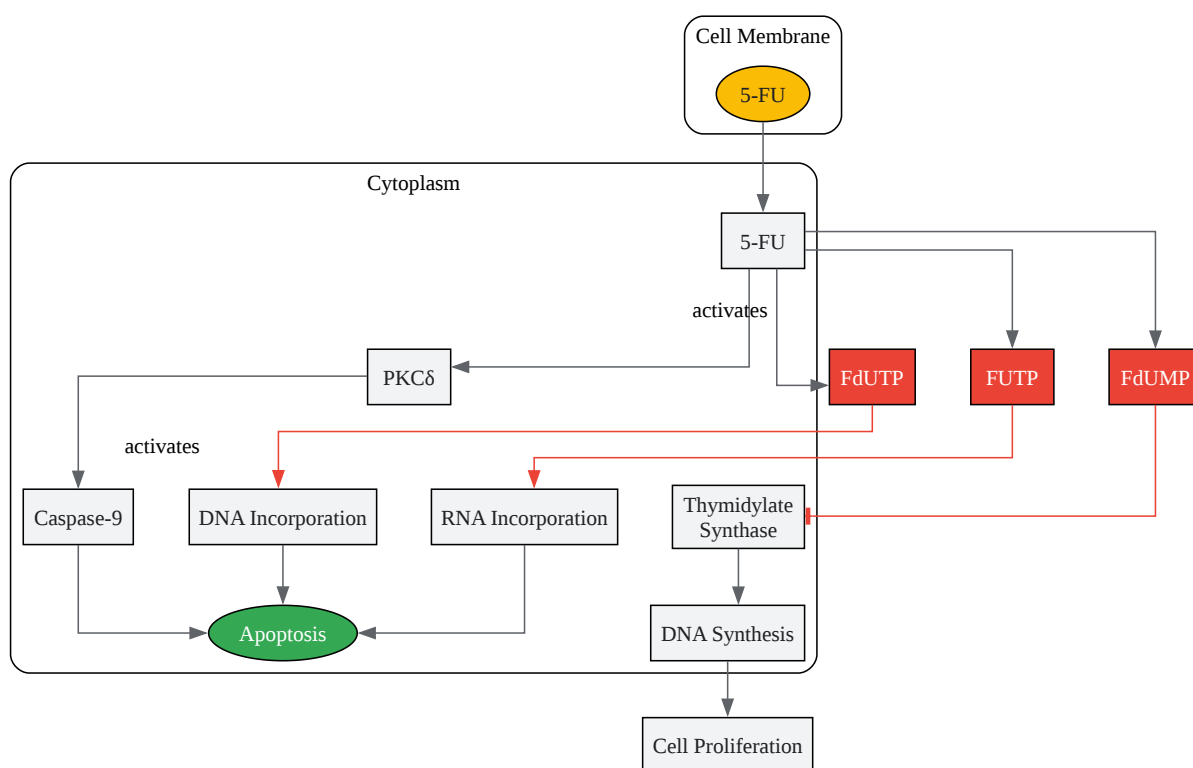 Cell Membrane
5-FU
Cytoplasm
5-FU
activates
PKCδ
FdUTP
FUTP
FdUMP
activates
Caspase-9
DNA Incorporation
RNA Incorporation
Thymidylate
Synthase
Apoptosis
DNA Synthesis
Cell Proliferation